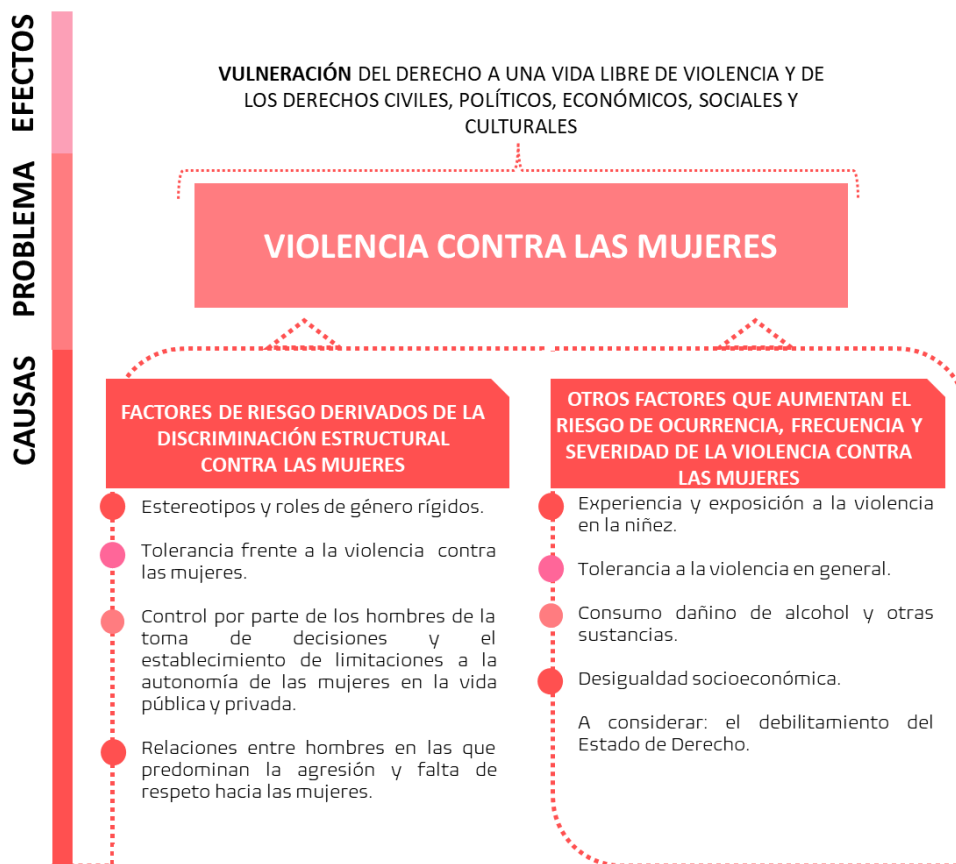 EFECTOS
VULNERACIÓN DEL DERECHO A UNA VIDA LIBRE DE VIOLENCIA Y DE
LOS DERECHOS CIVILES, POLÍTICOS, ECONÓMICOS, SOCIALES Y
CULTURALES
PROBLEMA
VIOLENCIA CONTRA LAS MUJERES
CAUSAS
FACTORES DE RIESGO DERIVADOS DE LA
DISCRIMINACIÓN ESTRUCTURAL
CONTRA LAS MUJERES
Estereotipos y roles de género rígidos.
Tolerancia frente a la violencia contra
las mujeres.
Control por parte de los hombres de la
toma de decisiones y el
establecimiento de limitaciones a la
autonomía de las mujeres en la vida
pública y privada.
Relaciones entre hombres en las que
predominan la agresión y falta de
respeto hacia las mujeres.
OTROS FACTORES QUE AUMENTAN EL
RIESGO DE OCURRENCIA, FRECUENCIA Y
SEVERIDAD DE LA VIOLENCIA CONTRA
LAS MUJERES
Experiencia y exposición a la violencia
en la niñez.
Tolerancia a la violencia en general.
Consumo dañino de alcohol y otras
sustancias.
Desigualdad socioeconómica.
A considerar: el debilitamiento del
Estado de Derecho.